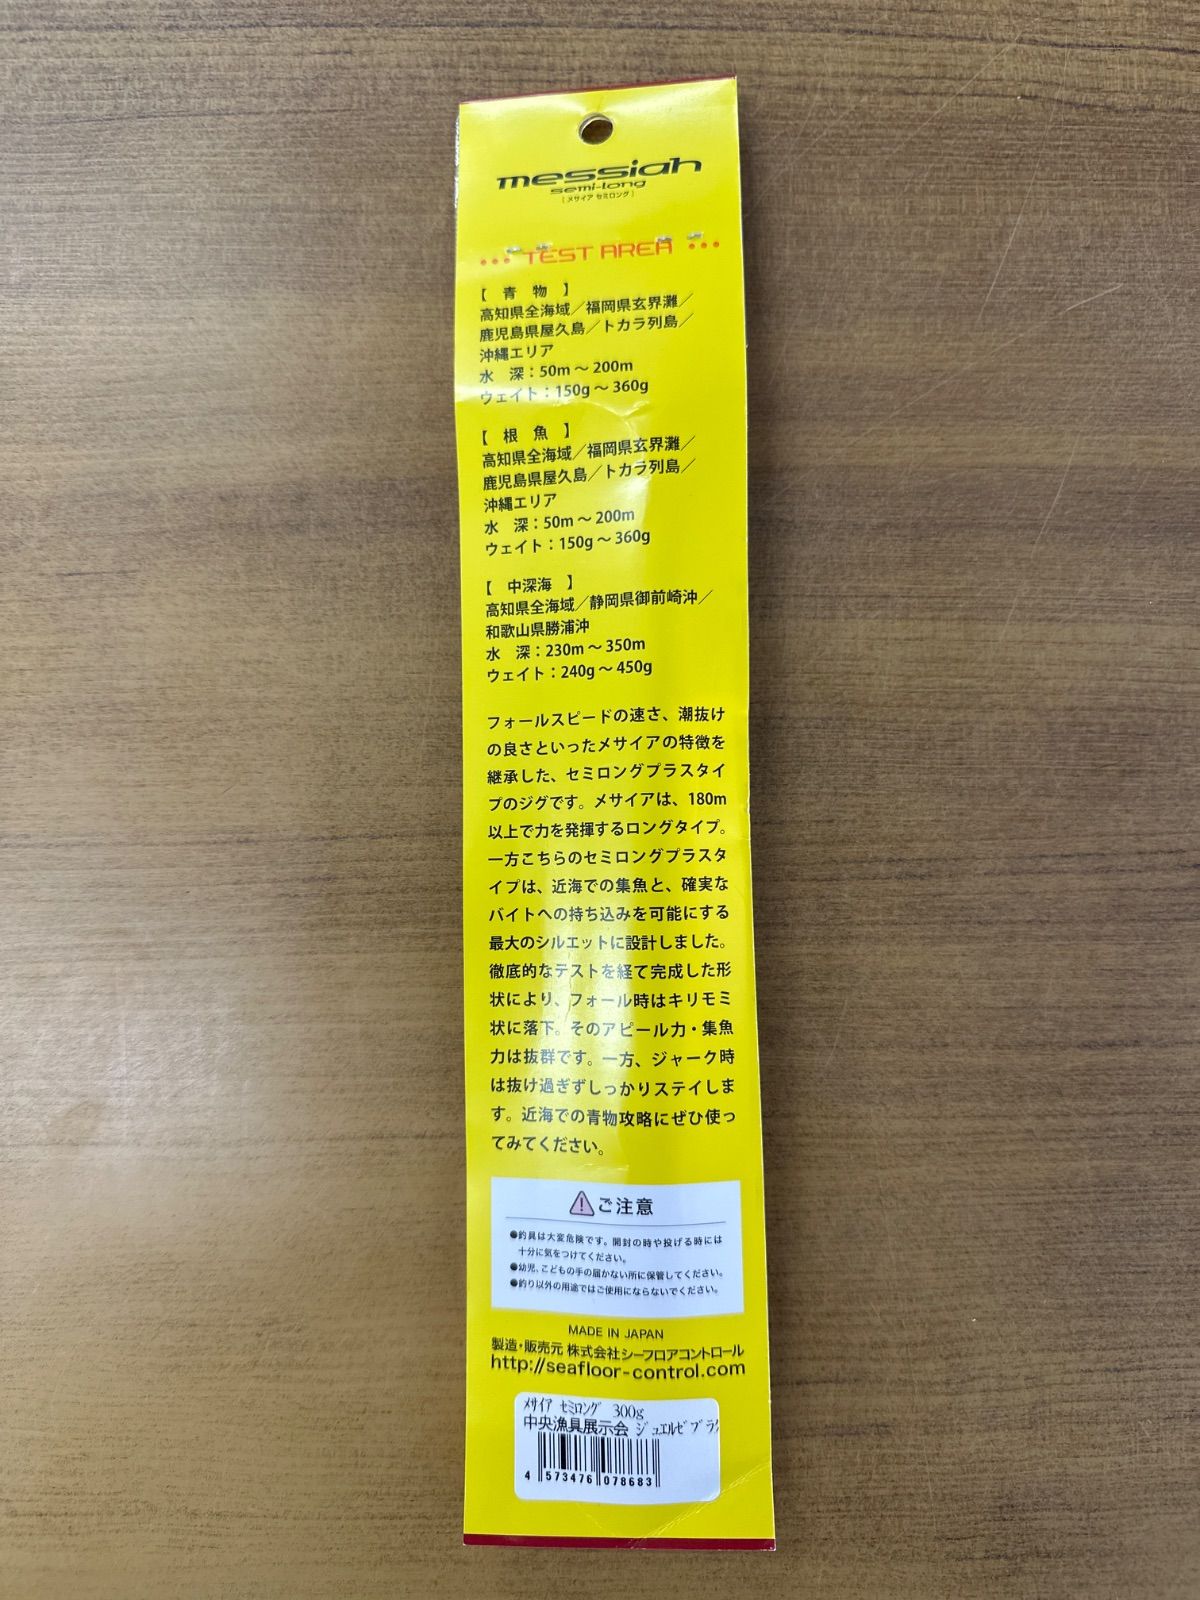 messiah
semi-long
[メサイア セミロング]
••• TEST AREA •••
【 青 物 】
高知県全海域／福岡県玄界灘／
鹿児島県屋久島／トカラ列島／
沖縄エリア
水 深：50m～200m
ウェイト：150g～360g
【 根 魚 】
高知県全海域／福岡県玄界灘／
鹿児島県屋久島／トカラ列島／
沖縄エリア
水 深：50m～200m
ウェイト：150g～360g
【 中深海 】
高知県全海域／静岡県御前崎沖／
和歌山県勝浦沖
水 深：230m～350m
ウェイト：240g～450g
フォールスピードの速さ、潮抜け
の良さといったメサイアの特徴を
継承した、セミロングプラスタイ
プのジグです。メサイアは、180m
以上で力を発揮するロングタイプ。
一方こちらのセミロングプラスタ
イプは、近海での集魚と、確実な
バイトへの持ち込みを可能にする
最大のシルエットに設計しました。
徹底的なテストを経て完成した形
状により、フォール時はキリモミ
状に落下。そのアピール力・集魚
力は抜群です。一方、ジャーク時
は抜け過ぎずしっかりステイしま
す。近海での青物攻略にぜひ使っ
てみてください。
ご注意
●釣具は大変危険です。開封の時や投げる時には
十分に気をつけてください。
●幼児、こどもの手の届かない所に保管してください。
●釣り以外の用途ではご使用にならないでください。
MADE IN JAPAN
製造・販売元 株式会社シーフロアコントロール
http://seafloor-control.com
ﾒｻｲｱ ｾﾐﾛﾝｸﾞ 300g
中央漁具展示会 ｼﾞｭｴﾙｾﾞﾌﾞﾗ
4 573476 078683